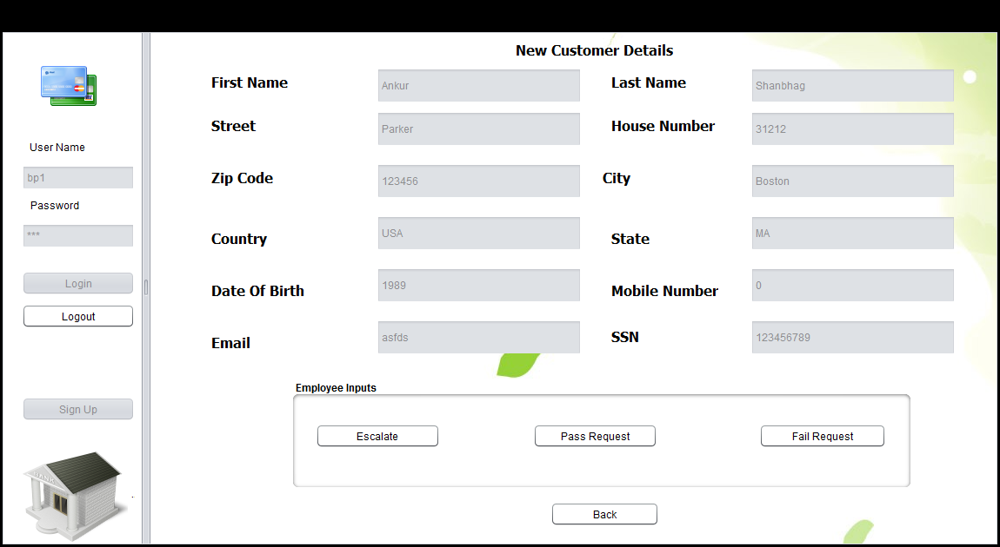 New Customer Details
First Name Ankur Last Name Shanbhag
Street Parker House Number 31212
Zip Code 123456 City Boston
Country USA State MA
Date Of Birth 1989 Mobile Number 0
Email asfds SSN 123456789
Employee Inputs
Escalate Pass Request Fail Request
Back
User Name
bp1
Password
***
Login
Logout
Sign Up
BANK